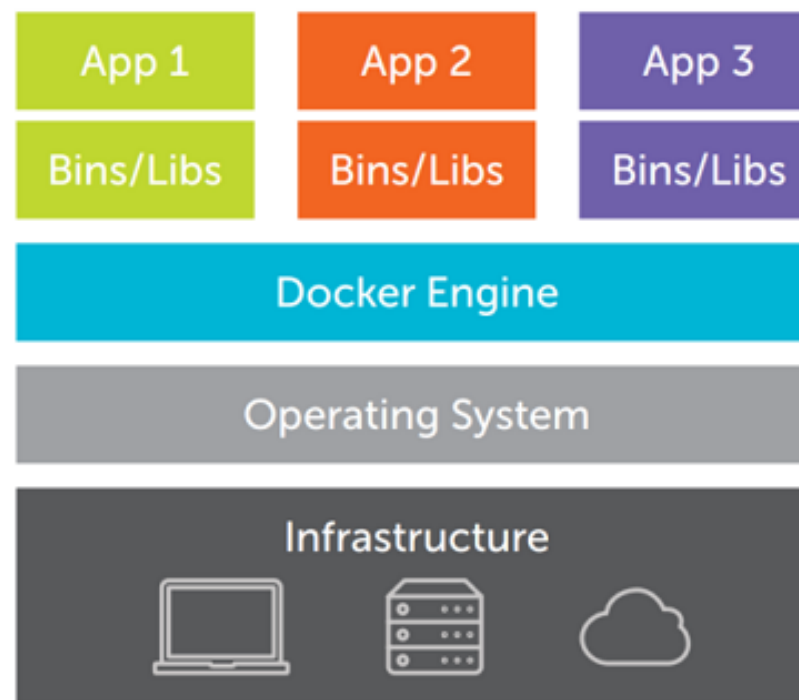 App 1
App 2
App 3
Bins/Libs
Bins/Libs
Bins/Libs
Docker Engine
Operating System
Infrastructure